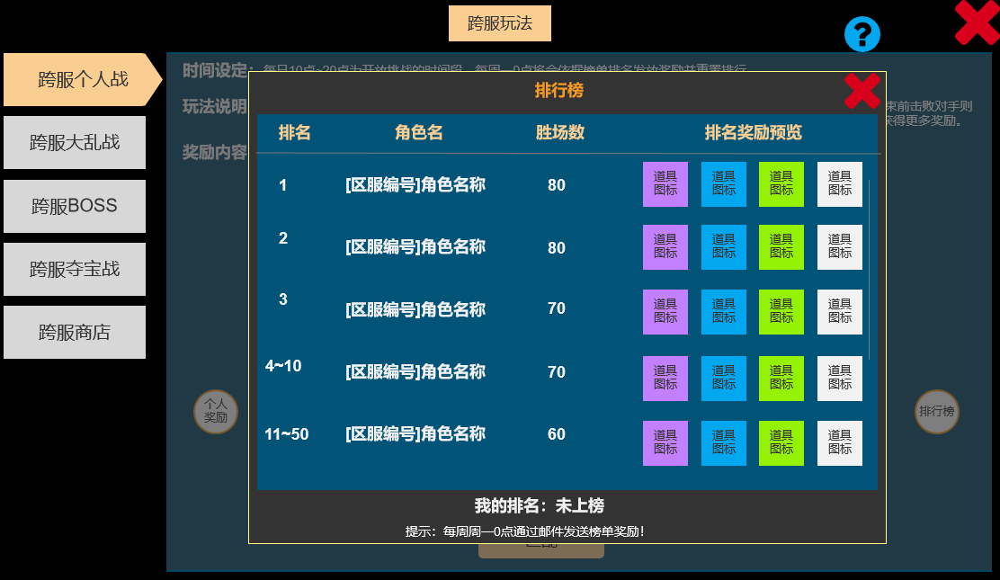 跨服玩法
?
跨服个人战
跨服大乱战
跨服BOSS
跨服夺宝战
跨服商店
时间设定：每日10点~20点为开放挑战的时间段，每周一0点将会依据榜单排名发放奖励并重置排行
玩法说明
束前击败对手则
获得更多奖励。
奖励内容
个人
奖励
排行榜
排行榜
排名 角色名 胜场数 排名奖励预览
1 [区服编号]角色名称 80 道具图标 道具图标 道具图标 道具图标
2 [区服编号]角色名称 80 道具图标 道具图标 道具图标 道具图标
3 [区服编号]角色名称 70 道具图标 道具图标 道具图标 道具图标
4~10 [区服编号]角色名称 70 道具图标 道具图标 道具图标 道具图标
11~50 [区服编号]角色名称 60 道具图标 道具图标 道具图标 道具图标
我的排名：未上榜
提示：每周周一0点通过邮件发送榜单奖励！